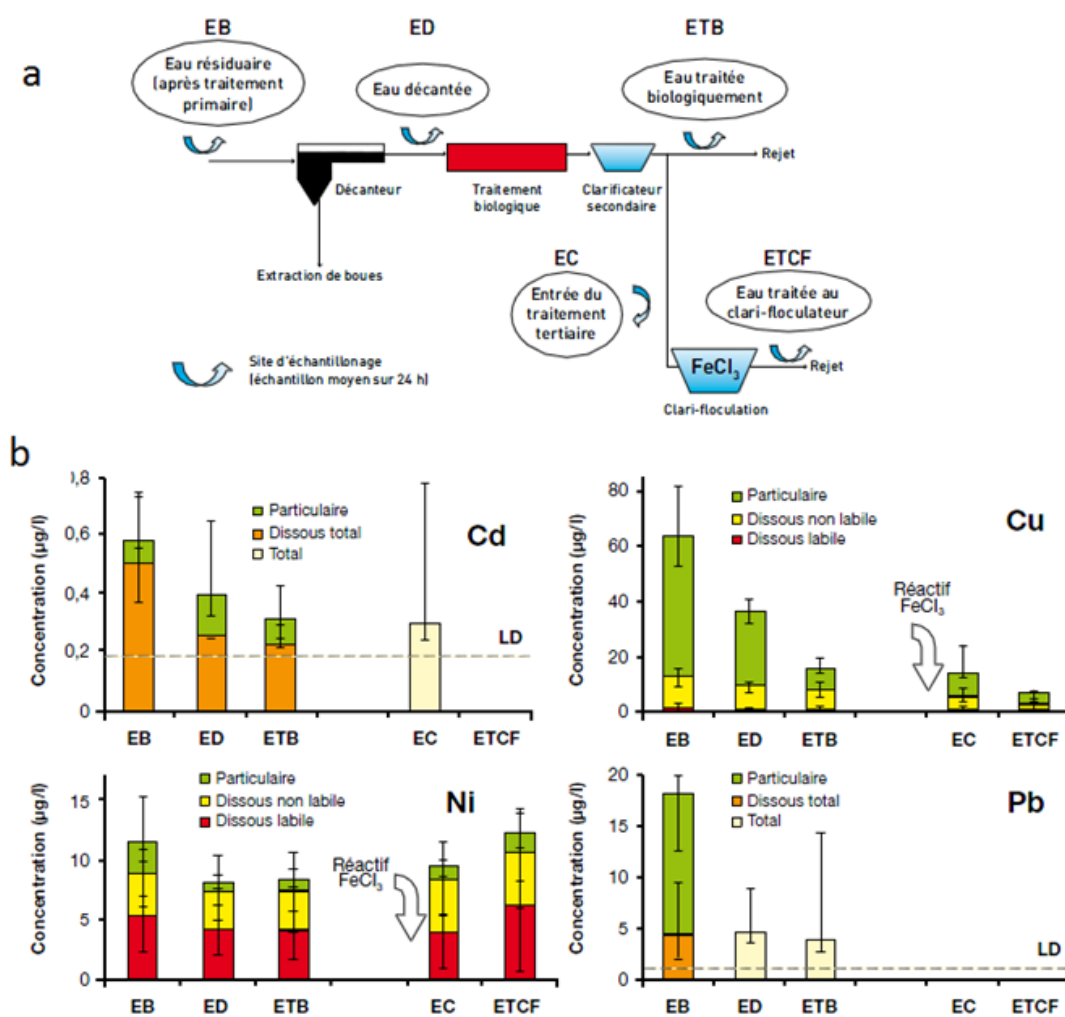 a
EB
ED
ETB
Eau résiduaire
(après traitement
primaire)
Eau décantée
Eau traitée
biologiquement
Rejet
Décanteur
Traitement
biologique
Clarificateur
secondaire
Extraction de boues
EC
ETCF
Entrée du
traitement
tertiaire
Eau traitée au
clari-floculateur
Site d'échantillonage
(échantillon moyen sur 24 h)
FeCl3
Rejet
Clari-floculation
b
Concentration (µg/l)
0,8
0,6
0,4
0,2
0
Particulaire
Dissous total
Total
Cd
LD
EB ED ETB EC ETCF
Concentration (µg/l)
80
60
40
20
0
Particulaire
Dissous non labile
Dissous labile
Cu
Réactif
FeCl3
EB ED ETB EC ETCF
Concentration (µg/l)
15
10
5
0
Particulaire
Dissous non labile
Dissous labile
Ni
Réactif
FeCl3
EB ED ETB EC ETCF
Concentration (µg/l)
20
15
10
5
0
Particulaire
Dissous total
Total
Pb
LD
EB ED ETB EC ETCF